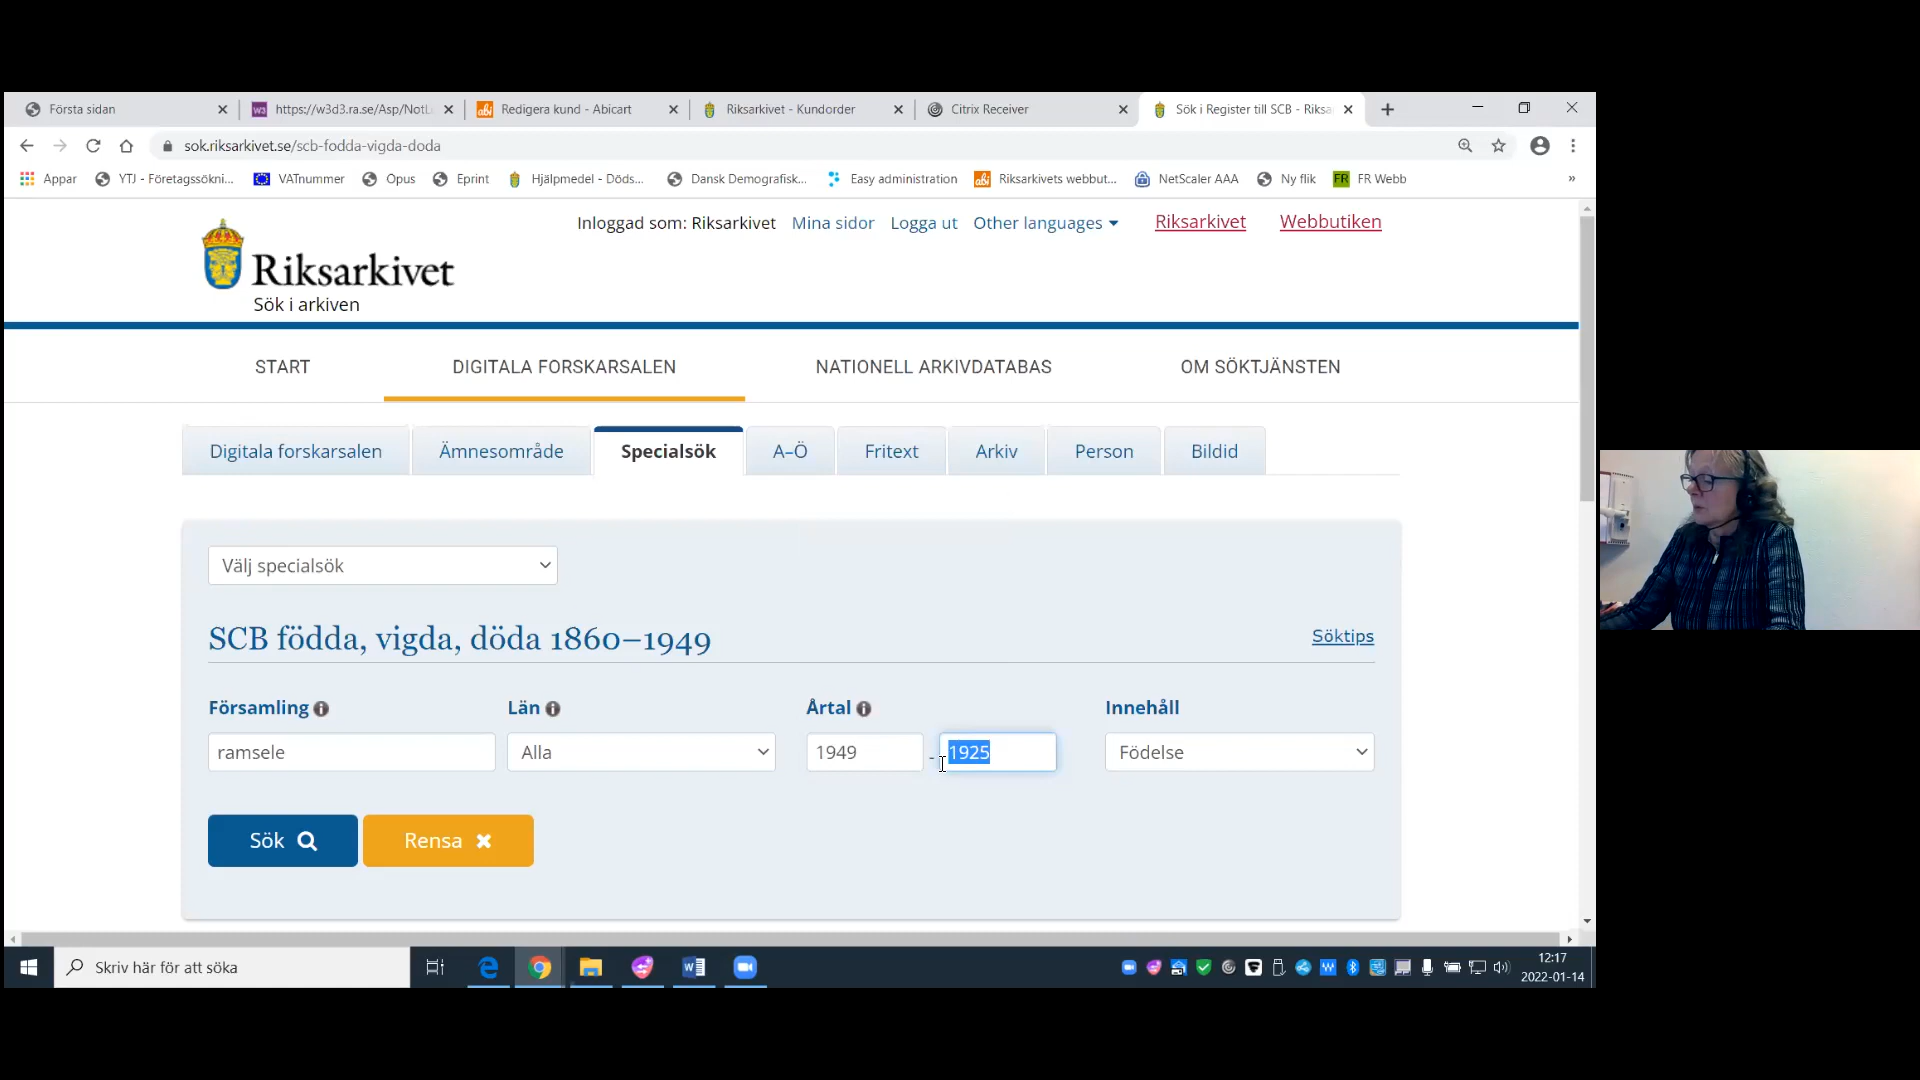 Första sidan
https://w3d3.ra.se/Asp/NotL
Redigera kund - Abicart
Riksarkivet - Kundorder
Citrix Receiver
Sök i Register till SCB - Riksa
sok.riksarkivet.se/scb-fodda-vigda-doda
Appar
YTJ - Företagssökni...
VATnummer
Opus
Eprint
Hjälpmedel - Döds...
Dansk Demografisk...
Easy administration
Riksarkivets webbut...
NetScaler AAA
Ny flik
FR Webb
»
Inloggad som: Riksarkivet Mina sidor Logga ut Other languages
Riksarkivet
Webbutiken
Riksarkivet
Sök i arkiven
START
DIGITALA FORSKARSALEN
NATIONELL ARKIVDATABAS
OM SÖKTJÄNSTEN
Digitala forskarsalen
Ämnesområde
Specialsök
A–Ö
Fritext
Arkiv
Person
Bildid
Välj specialsök
SCB födda, vigda, döda 1860–1949
Söktips
Församling
Län
Årtal
Innehåll
ramsele
Alla
1949 - 1925
Födelse
Sök
Rensa
Skriv här för att söka
12:17
2022-01-14